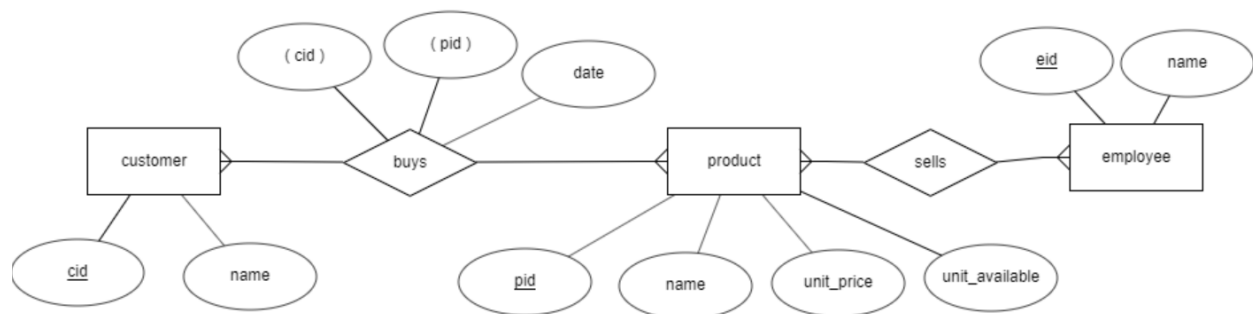 ( cid )
( pid )
date
eid
name
customer
buys
product
sells
employee
cid
name
pid
name
unit_price
unit_available